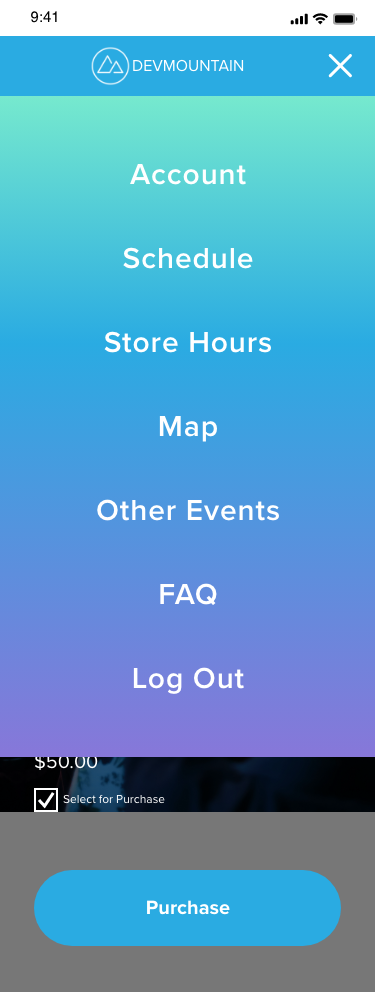 9:41
DEVMOUNTAIN
Account
Schedule
Store Hours
Map
Other Events
FAQ
Log Out
$50.00
Select for Purchase
Purchase